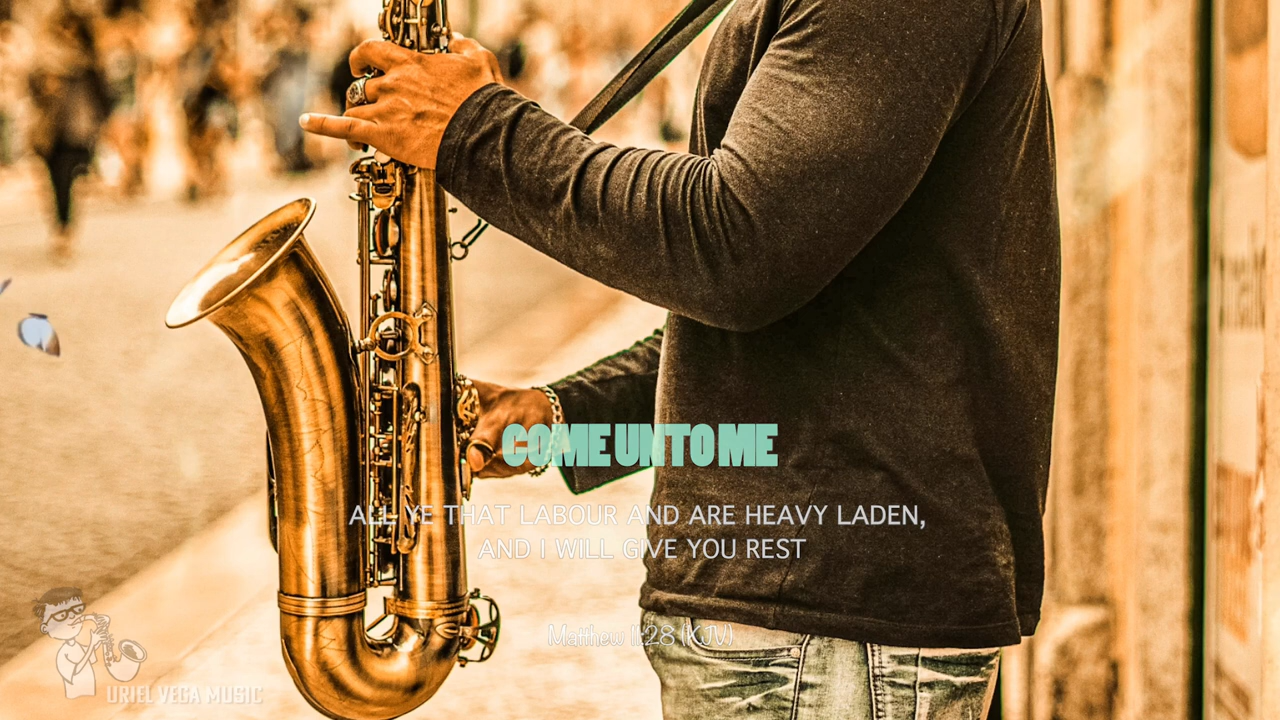 COME UNTO ME
ALL YE THAT LABOUR AND ARE HEAVY LADEN,
AND I WILL GIVE YOU REST
Matthew 11:28 (KJV)
URIEL VEGA MUSIC